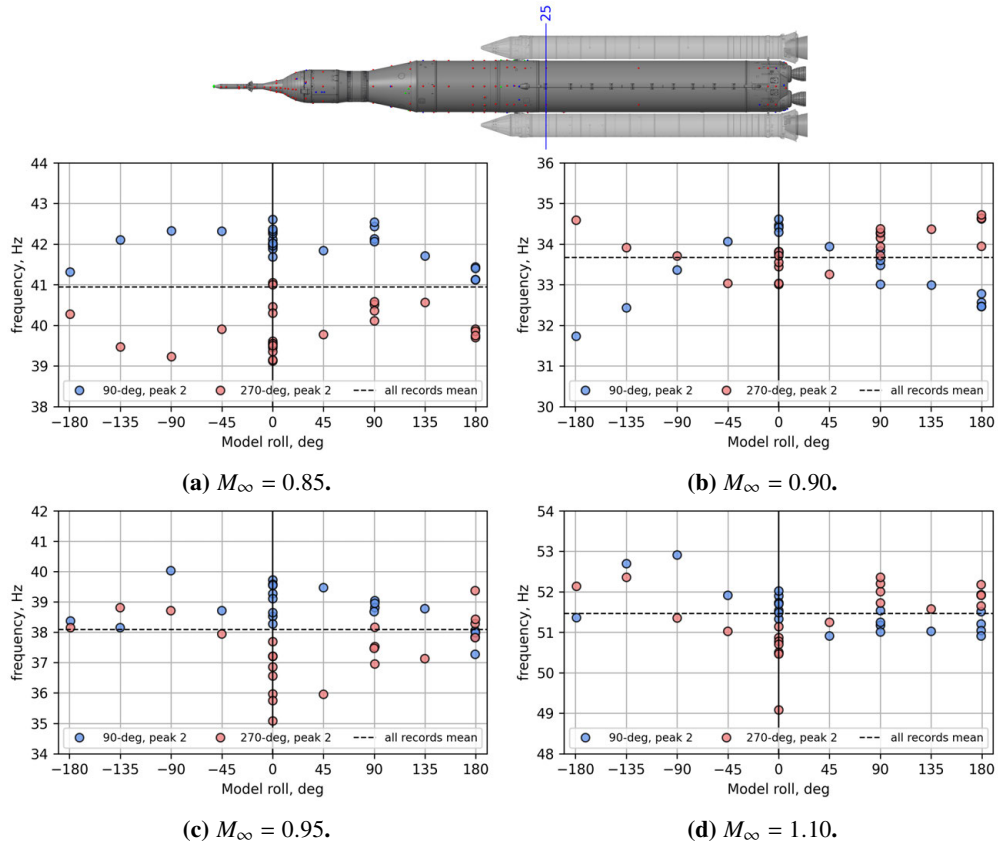 25
44
43
42
41
40
39
38
frequency, Hz
90-deg, peak 2 270-deg, peak 2 all records mean
−180 −135 −90 −45 0 45 90 135 180
Model roll, deg
(a) M∞ = 0.85.
36
35
34
33
32
31
30
frequency, Hz
90-deg, peak 2 270-deg, peak 2 all records mean
−180 −135 −90 −45 0 45 90 135 180
Model roll, deg
(b) M∞ = 0.90.
42
41
40
39
38
37
36
35
34
frequency, Hz
90-deg, peak 2 270-deg, peak 2 all records mean
−180 −135 −90 −45 0 45 90 135 180
Model roll, deg
(c) M∞ = 0.95.
54
53
52
51
50
49
48
frequency, Hz
90-deg, peak 2 270-deg, peak 2 all records mean
−180 −135 −90 −45 0 45 90 135 180
Model roll, deg
(d) M∞ = 1.10.